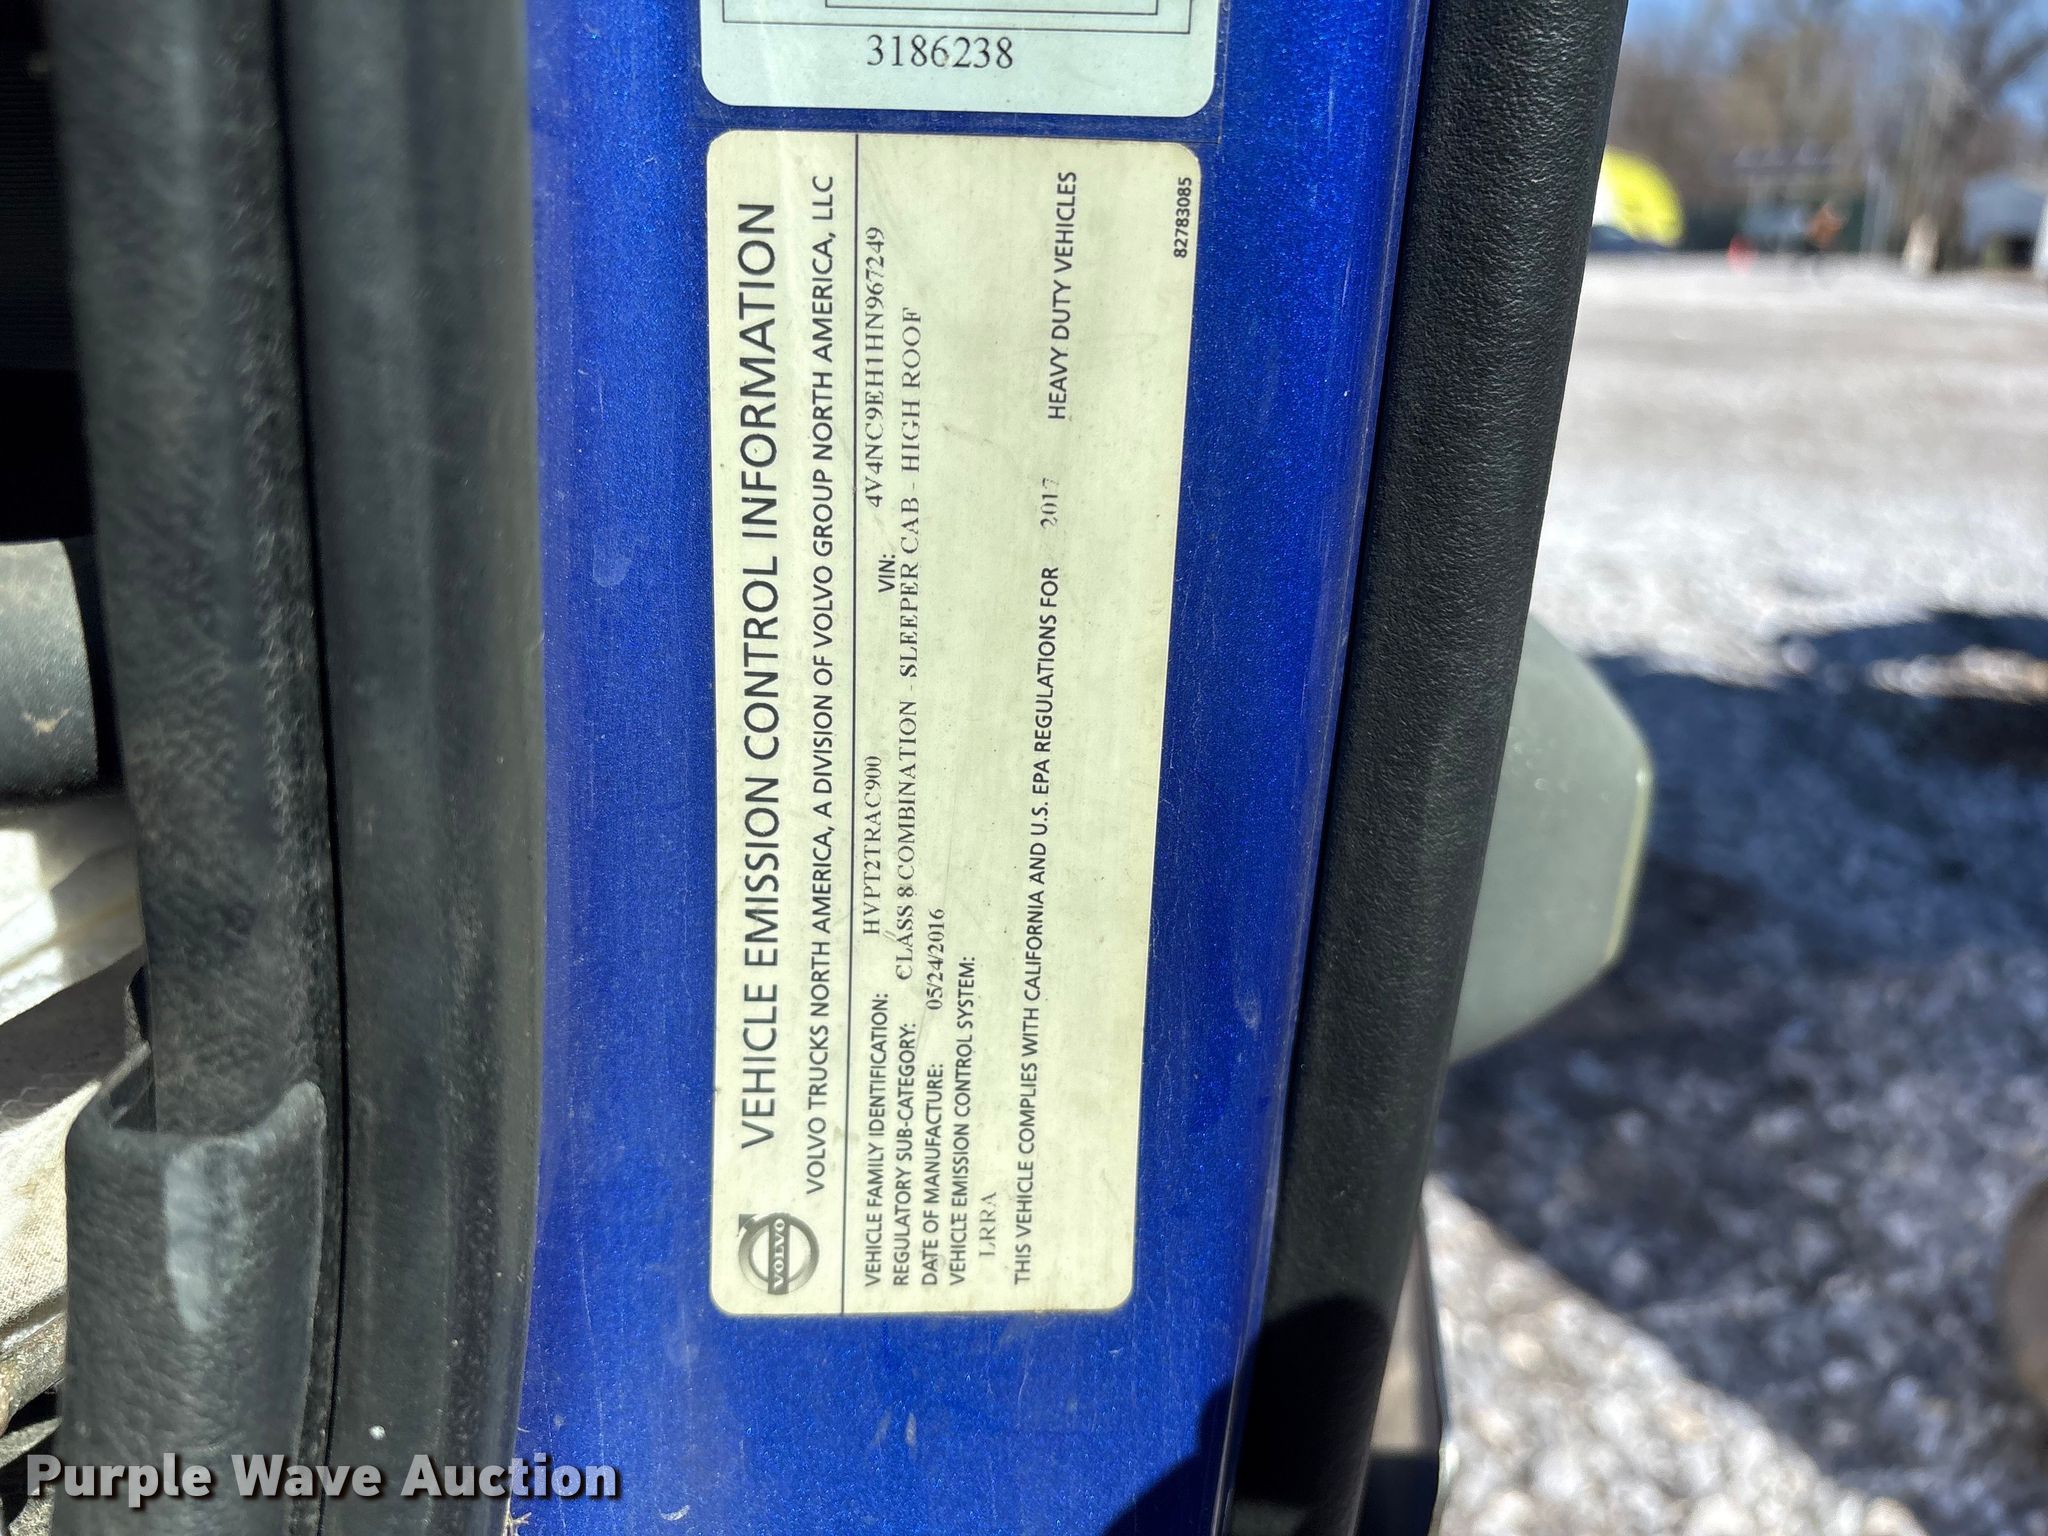 3186238
VEHICLE EMISSION CONTROL INFORMATION
VOLVO TRUCKS NORTH AMERICA, A DIVISION OF VOLVO GROUP NORTH AMERICA, LLC
VOLVO
VEHICLE FAMILY IDENTIFICATION: HVPT2TRAC900 VIN: 4V4NC9EH1HN967249
REGULATORY SUB-CATEGORY: CLASS 8 COMBINATION - SLEEPER CAB - HIGH ROOF
DATE OF MANUFACTURE: 05/24/2016
VEHICLE EMISSION CONTROL SYSTEM:
LRRA
THIS VEHICLE COMPLIES WITH CALIFORNIA AND U.S. EPA REGULATIONS FOR 2017 HEAVY DUTY VEHICLES
82783085
Purple Wave Auction